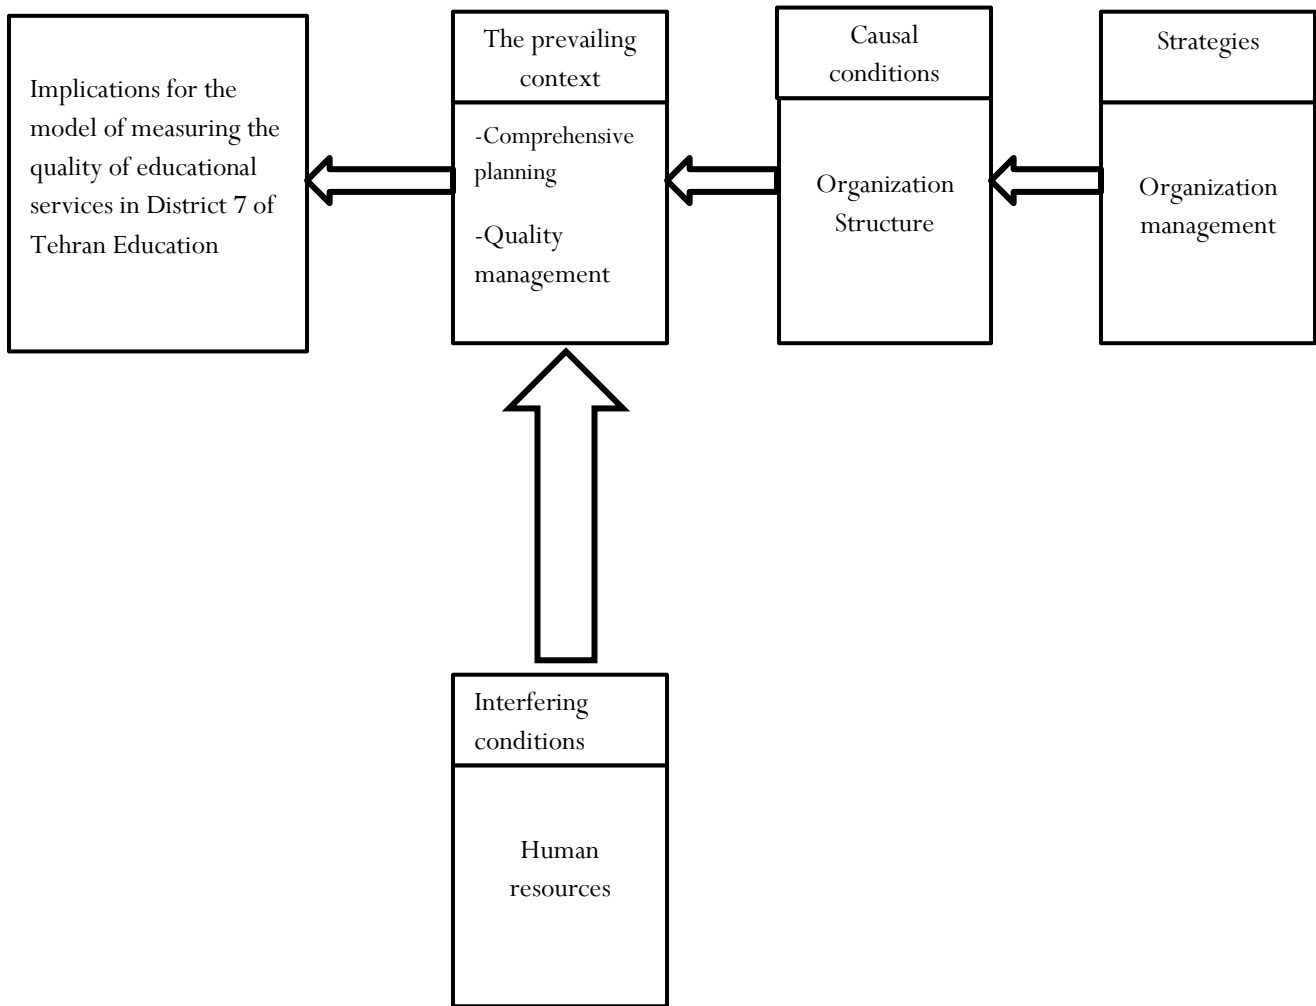 Implications for the
model of measuring the
quality of educational
services in District 7 of
Tehran Education
The prevailing
context
-Comprehensive
planning
-Quality
management
Causal
conditions
Organization
Structure
Strategies
Organization
management
Interfering
conditions
Human
resources